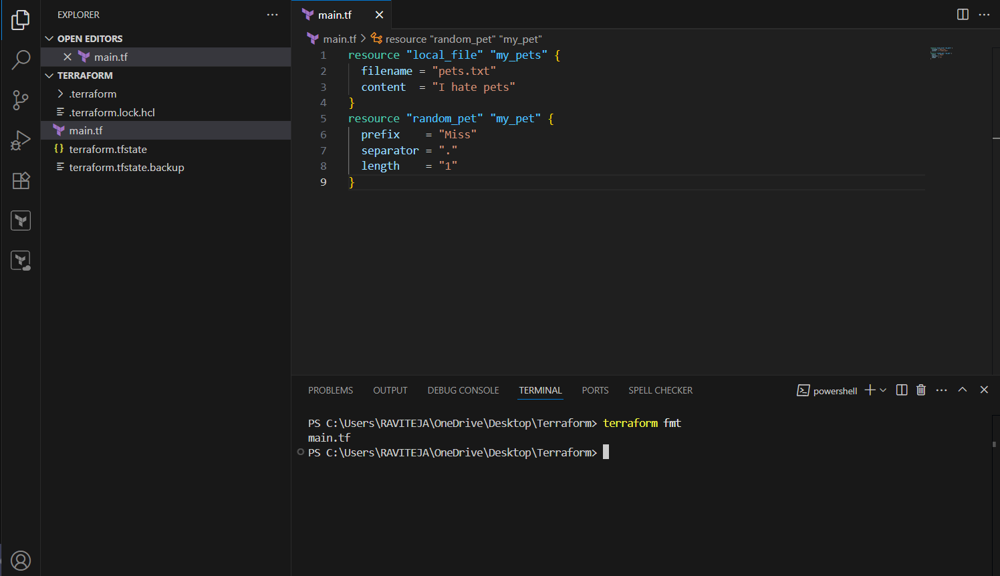 EXPLORER
OPEN EDITORS
main.tf
TERRAFORM
.terraform
.terraform.lock.hcl
main.tf
terraform.tfstate
terraform.tfstate.backup
main.tf
main.tf > resource "random_pet" "my_pet"
1 resource "local_file" "my_pets" {
2   filename = "pets.txt"
3   content  = "I hate pets"
4 }
5 resource "random_pet" "my_pet" {
6   prefix    = "Miss"
7   separator = "."
8   length    = "1"
9 }
PROBLEMS OUTPUT DEBUG CONSOLE TERMINAL PORTS SPELL CHECKER powershell
PS C:\Users\RAVITEJA\OneDrive\Desktop\Terraform> terraform fmt
main.tf
PS C:\Users\RAVITEJA\OneDrive\Desktop\Terraform>